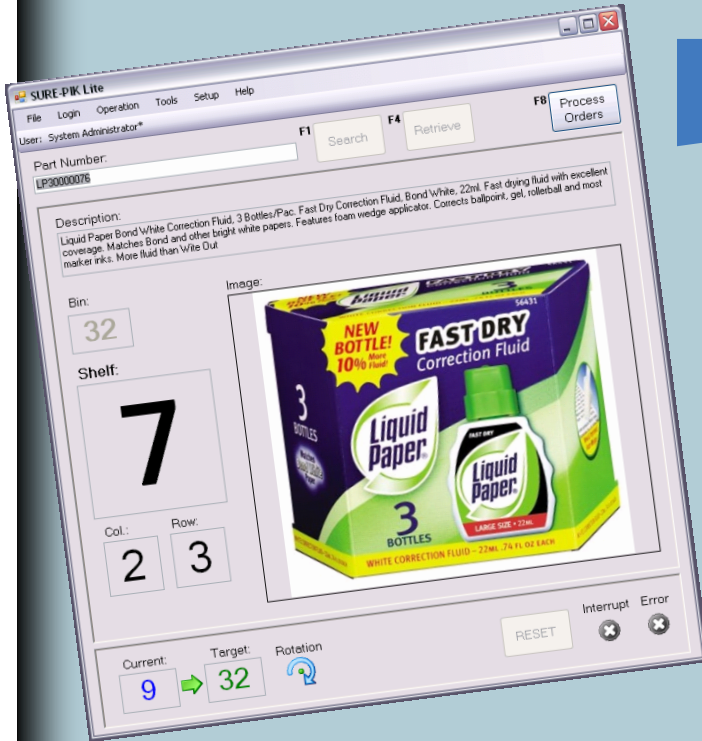 SURE-PIK Lite
File Login Operation Tools Setup Help
User: System Administrator*
Part Number:
F1 Search F4 Retrieve F8 Process
Orders
LP30000076
Description:
Liquid Paper Bond White Correction Fluid, 3 Bottles/Pac. Fast Dry Correction Fluid, Bond White, 22ml. Fast drying fluid with excellent
coverage. Matches Bond and other bright white papers. Features foam wedge applicator. Corrects ballpoint, gel, rollerball and most
marker inks. More fluid than Wite Out
Bin:
32
Shelf:
7
Col.: Row:
2 3
Image:
56431
NEW
BOTTLE!
10% More
Fluid!
FAST DRY
Correction Fluid
3
BOTTLES
Liquid
Paper
FAST DRY
Liquid
Paper
LARGE SIZE • 22ML
3
BOTTLES
WHITE CORRECTION FLUID – 22ML .74 FL OZ EACH
Current: Target: Rotation
9 32
RESET
Interrupt Error